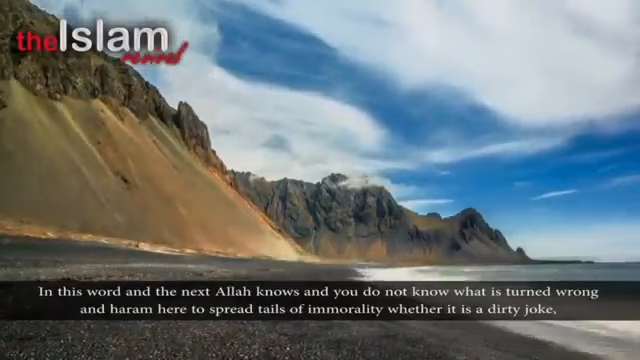 theIslam
revival
In this word and the next Allah knows and you do not know what is turned wrong
and haram here to spread tails of immorality whether it is a dirty joke,